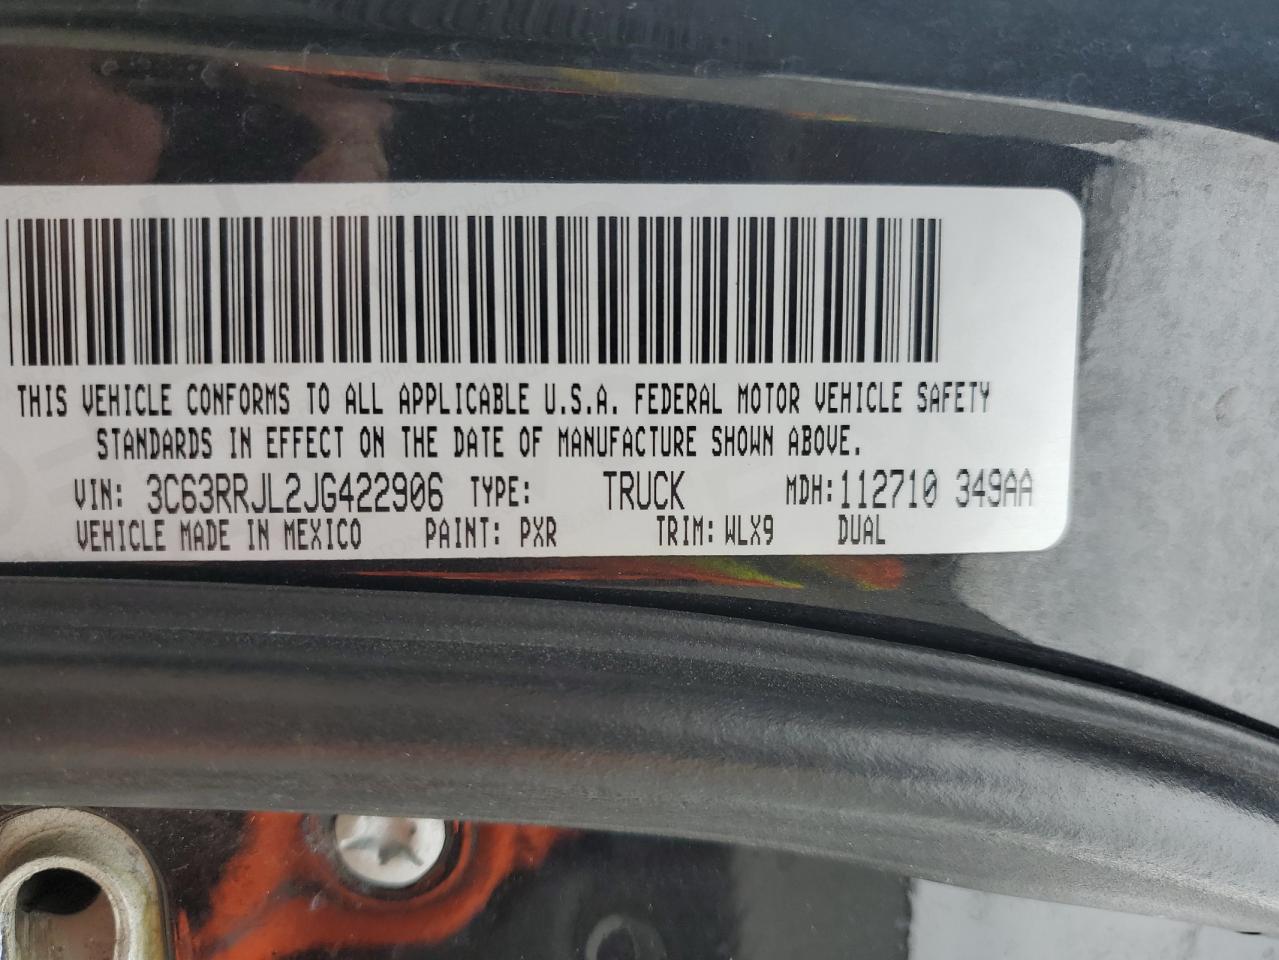 THIS VEHICLE CONFORMS TO ALL APPLICABLE U.S.A. FEDERAL MOTOR VEHICLE SAFETY
STANDARDS IN EFFECT ON THE DATE OF MANUFACTURE SHOWN ABOVE.
VIN: 3C63RRJL2JG422906 TYPE: TRUCK MDH:112710 349AA
VEHICLE MADE IN MEXICO PAINT: PXR TRIM: WLX9 DUAL